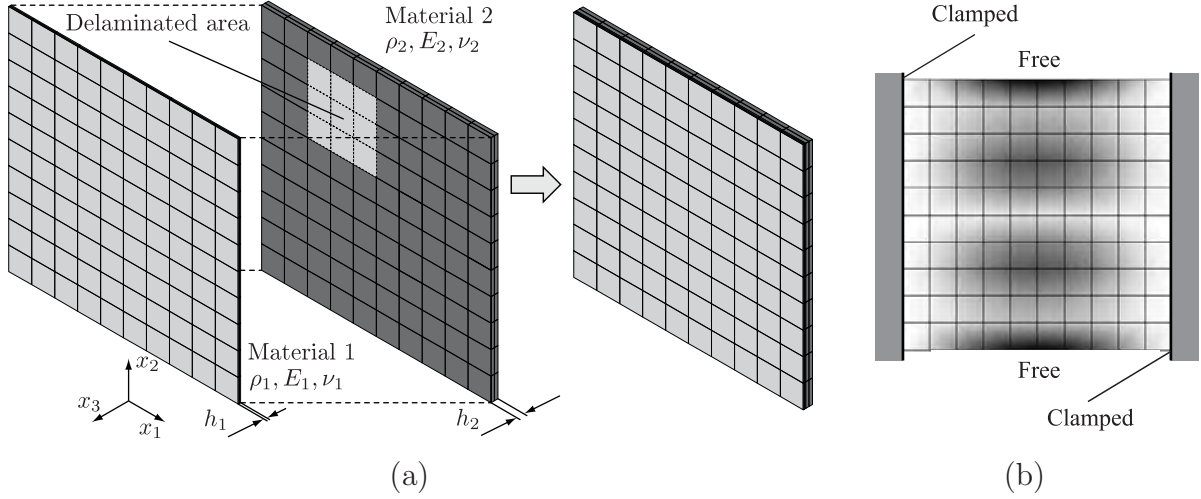 Delaminated area
Material 2
ρ₂, E₂, ν₂
Material 1
ρ₁, E₁, ν₁
x₂
x₃
x₁
h₁
h₂
(a)
Clamped
Free
Free
Clamped
(b)